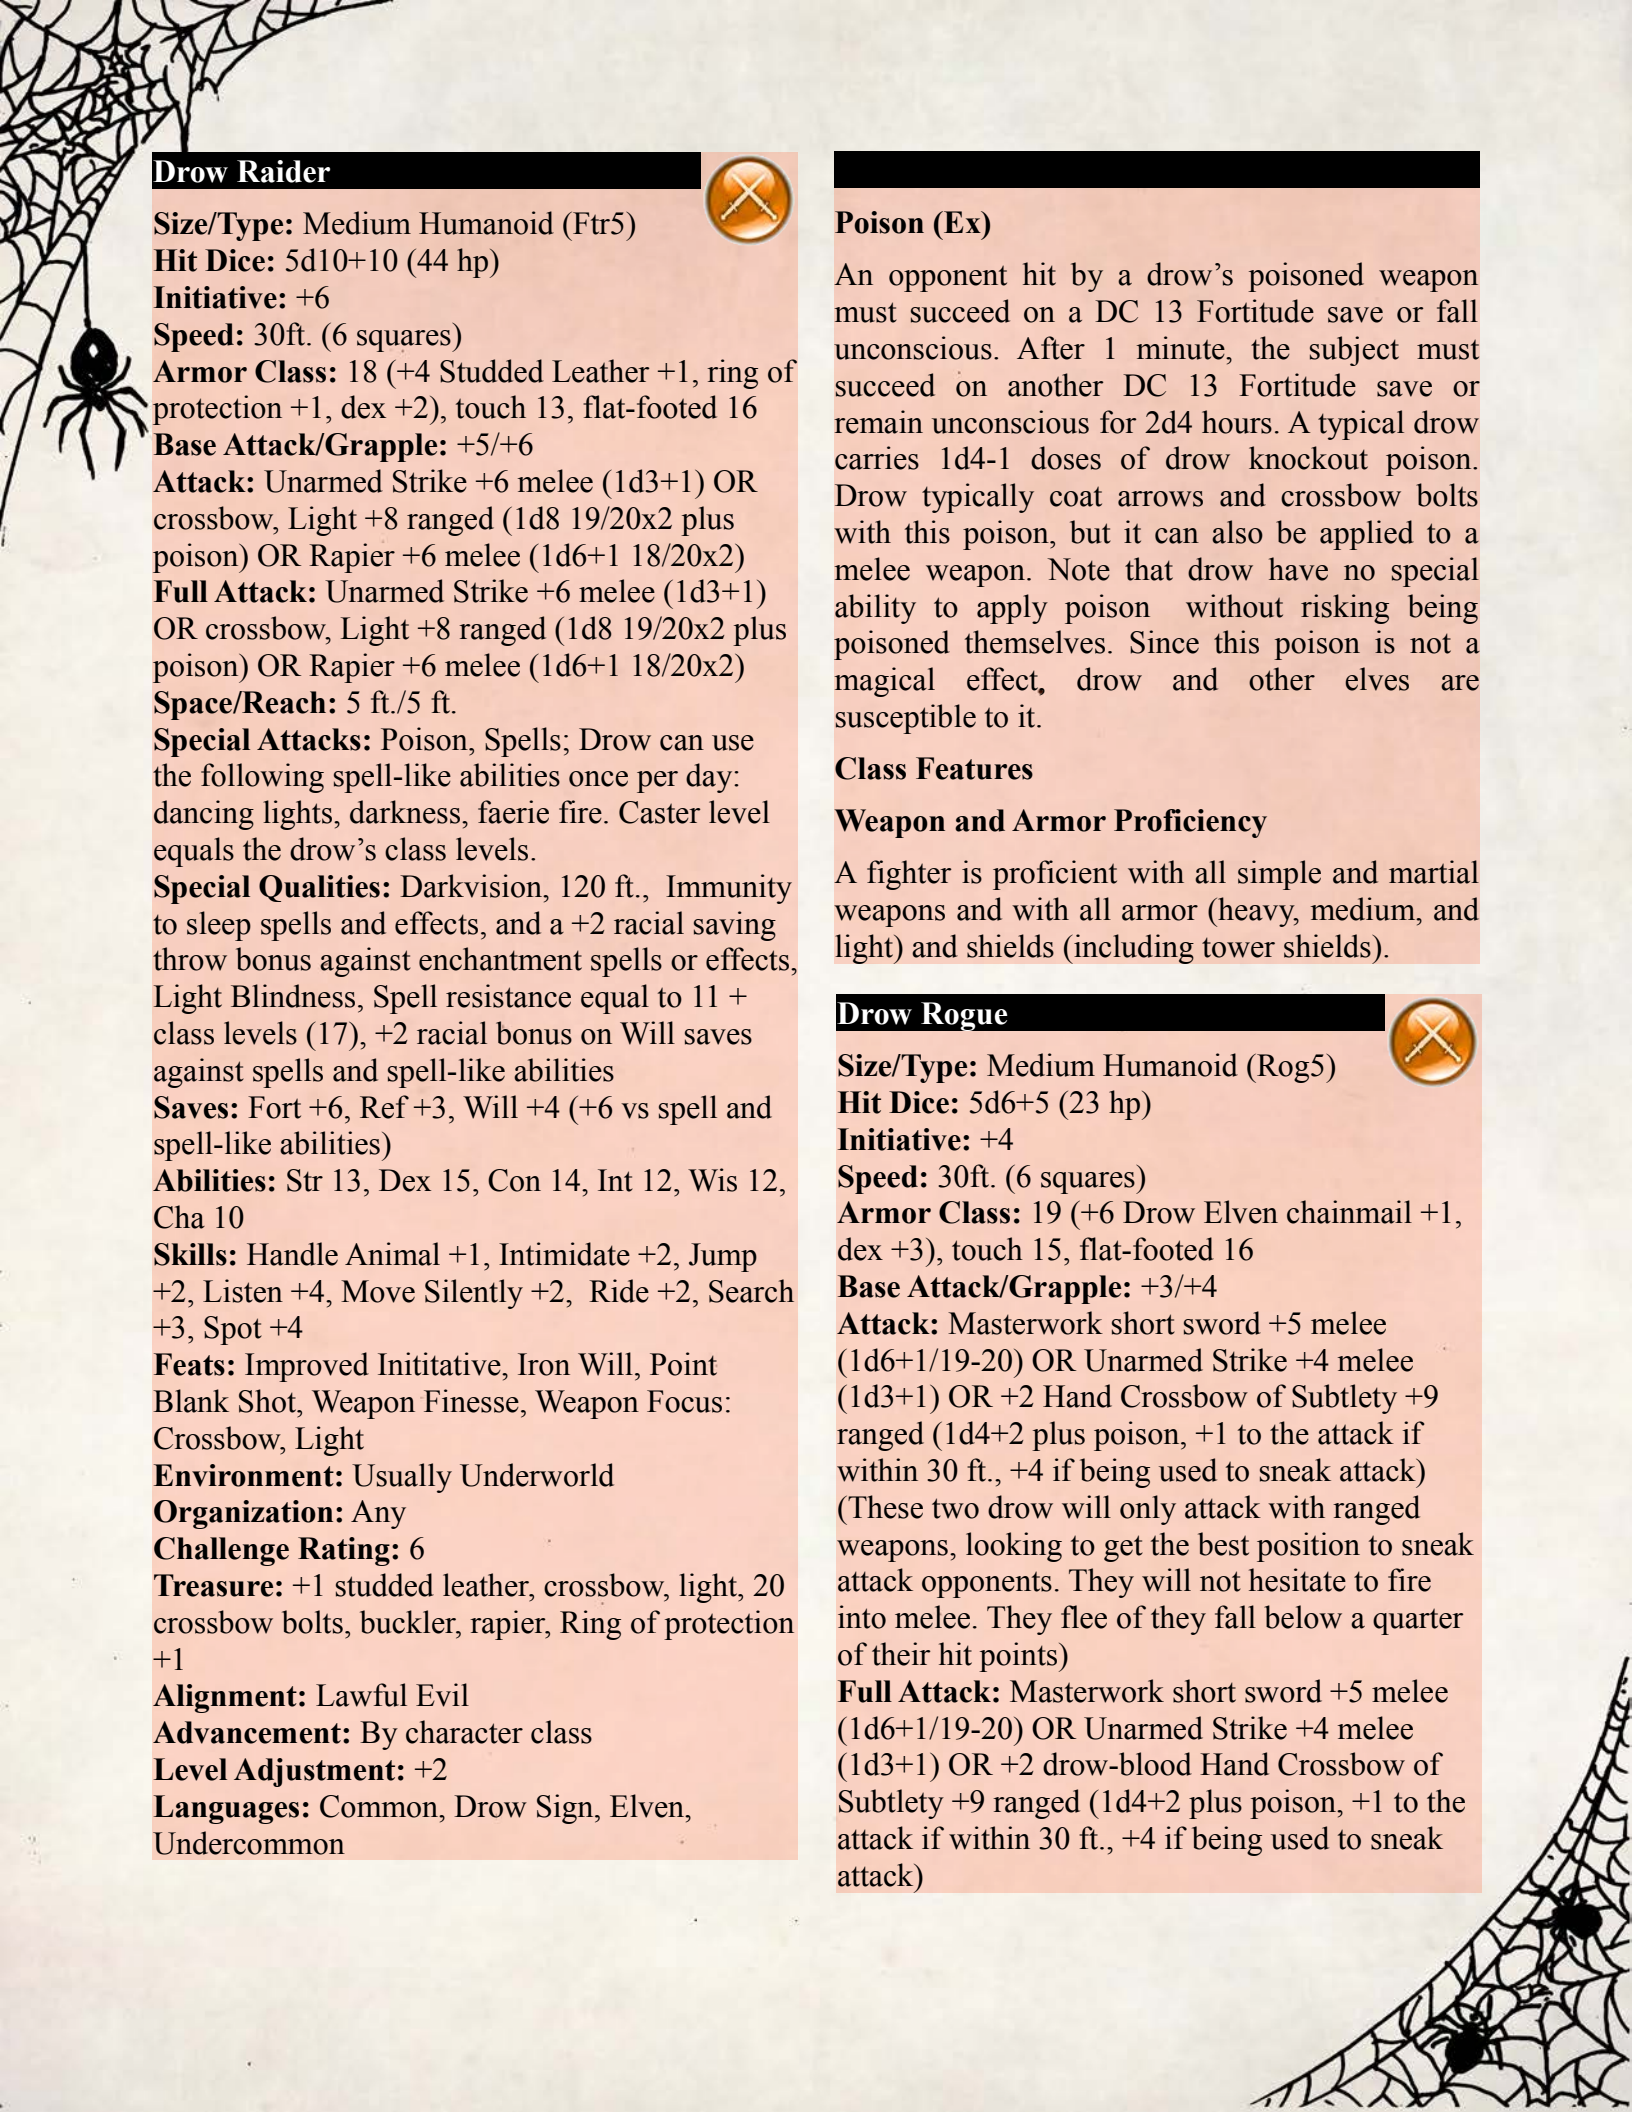 Drow Raider
Size/Type: Medium Humanoid (Ftr5)
Hit Dice: 5d10+10 (44 hp)
Initiative: +6
Speed: 30ft. (6 squares)
Armor Class: 18 (+4 Studded Leather +1, ring of
protection +1, dex +2), touch 13, flat-footed 16
Base Attack/Grapple: +5/+6
Attack: Unarmed Strike +6 melee (1d3+1) OR
crossbow, Light +8 ranged (1d8 19/20x2 plus
poison) OR Rapier +6 melee (1d6+1 18/20x2)
Full Attack: Unarmed Strike +6 melee (1d3+1)
OR crossbow, Light +8 ranged (1d8 19/20x2 plus
poison) OR Rapier +6 melee (1d6+1 18/20x2)
Space/Reach: 5 ft./5 ft.
Special Attacks: Poison, Spells; Drow can use
the following spell-like abilities once per day:
dancing lights, darkness, faerie fire. Caster level
equals the drow’s class levels.
Special Qualities: Darkvision, 120 ft.,  Immunity
to sleep spells and effects, and a +2 racial saving
throw bonus against enchantment spells or effects,
Light Blindness, Spell resistance equal to 11 +
class levels (17), +2 racial bonus on Will saves
against spells and spell-like abilities
Saves: Fort +6, Ref +3, Will +4 (+6 vs spell and
spell-like abilities)
Abilities: Str 13, Dex 15, Con 14, Int 12, Wis 12,
Cha 10
Skills: Handle Animal +1, Intimidate +2, Jump
+2, Listen +4, Move Silently +2,  Ride +2, Search
+3, Spot +4
Feats: Improved Inititative, Iron Will, Point
Blank Shot, Weapon Finesse, Weapon Focus:
Crossbow, Light
Environment: Usually Underworld
Organization: Any
Challenge Rating: 6
Treasure: +1 studded leather, crossbow, light, 20
crossbow bolts, buckler, rapier, Ring of protection
+1
Alignment: Lawful Evil
Advancement: By character class
Level Adjustment: +2
Languages: Common, Drow Sign, Elven,
Undercommon
Poison (Ex)
An opponent hit by a drow’s poisoned weapon
must succeed on a DC 13 Fortitude save or fall
unconscious. After 1 minute, the subject must
succeed on another DC 13 Fortitude save or
remain unconscious for 2d4 hours. A typical drow
carries 1d4-1 doses of drow knockout poison.
Drow typically coat arrows and crossbow bolts
with this poison, but it can also be applied to a
melee weapon. Note that drow have no special
ability to apply poison  without risking being
poisoned themselves. Since this poison is not a
magical effect, drow and other elves are
susceptible to it.
Class Features
Weapon and Armor Proficiency
A fighter is proficient with all simple and martial
weapons and with all armor (heavy, medium, and
light) and shields (including tower shields).
Drow Rogue
Size/Type: Medium Humanoid (Rog5)
Hit Dice: 5d6+5 (23 hp)
Initiative: +4
Speed: 30ft. (6 squares)
Armor Class: 19 (+6 Drow Elven chainmail +1,
dex +3), touch 15, flat-footed 16
Base Attack/Grapple: +3/+4
Attack: Masterwork short sword +5 melee
(1d6+1/19-20) OR Unarmed Strike +4 melee
(1d3+1) OR +2 Hand Crossbow of Subtlety +9
ranged (1d4+2 plus poison, +1 to the attack if
within 30 ft., +4 if being used to sneak attack)
(These two drow will only attack with ranged
weapons, looking to get the best position to sneak
attack opponents. They will not hesitate to fire
into melee. They flee of they fall below a quarter
of their hit points)
Full Attack: Masterwork short sword +5 melee
(1d6+1/19-20) OR Unarmed Strike +4 melee
(1d3+1) OR +2 drow-blood Hand Crossbow of
Subtlety +9 ranged (1d4+2 plus poison, +1 to the
attack if within 30 ft., +4 if being used to sneak
attack)